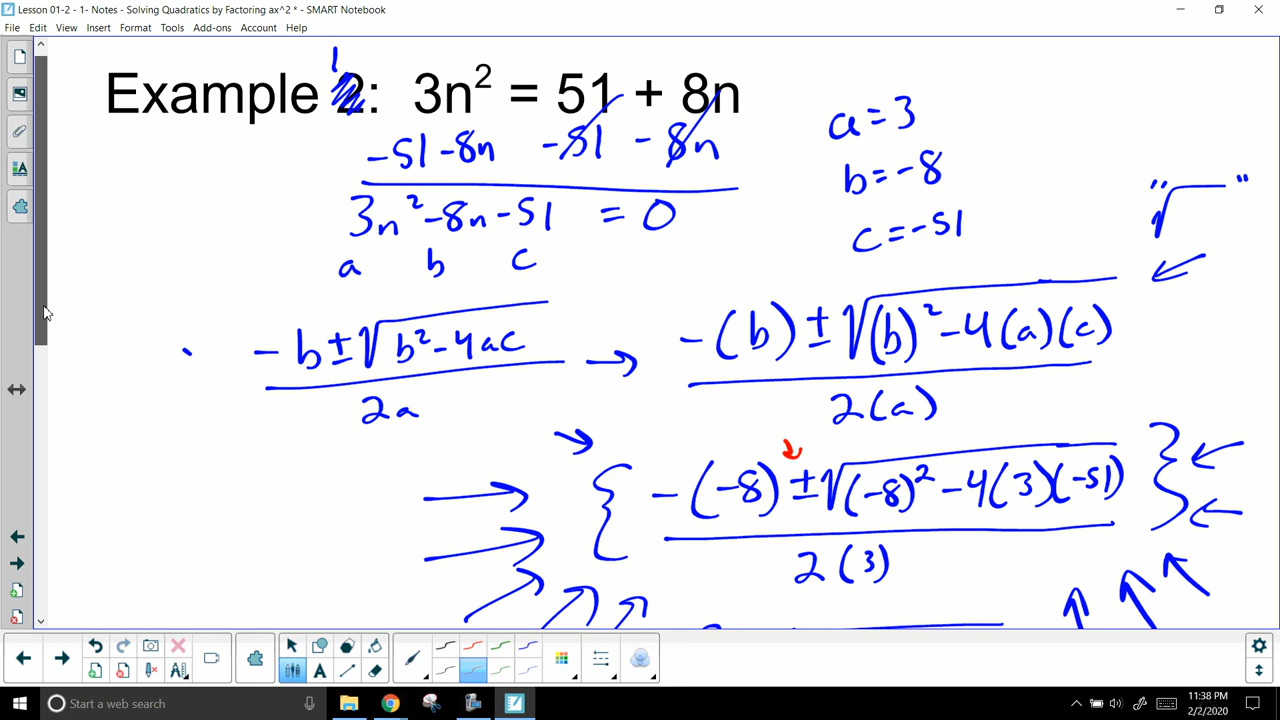 Lesson 01-2 - 1- Notes - Solving Quadratics by Factoring ax^2 * - SMART Notebook
File Edit View Insert Format Tools Add-ons Account Help
Example 1: 3n² = 51 + 8n
-51 -8n -51 - 8n
3n² -8n -51 = 0
a b c
a = 3
b = -8
c = -51
"√ "
-b ± √b² - 4ac
2a
→
-(b) ± √(b)² - 4(a)(c)
2(a)
-(-8) ± √(-8)² - 4(3)(-51)
2(3)
Start a web search
11:38 PM
2/2/2020